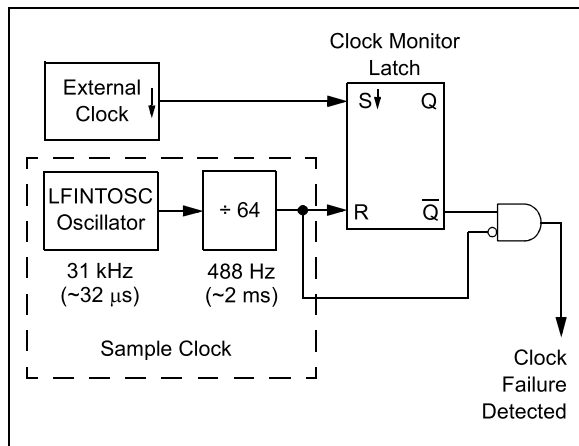 Clock Monitor
Latch
External
Clock
S
Q
LFINTOSC
Oscillator
÷ 64
R
Q̅
31 kHz
(~32 μs)
488 Hz
(~2 ms)
Sample Clock
Clock
Failure
Detected